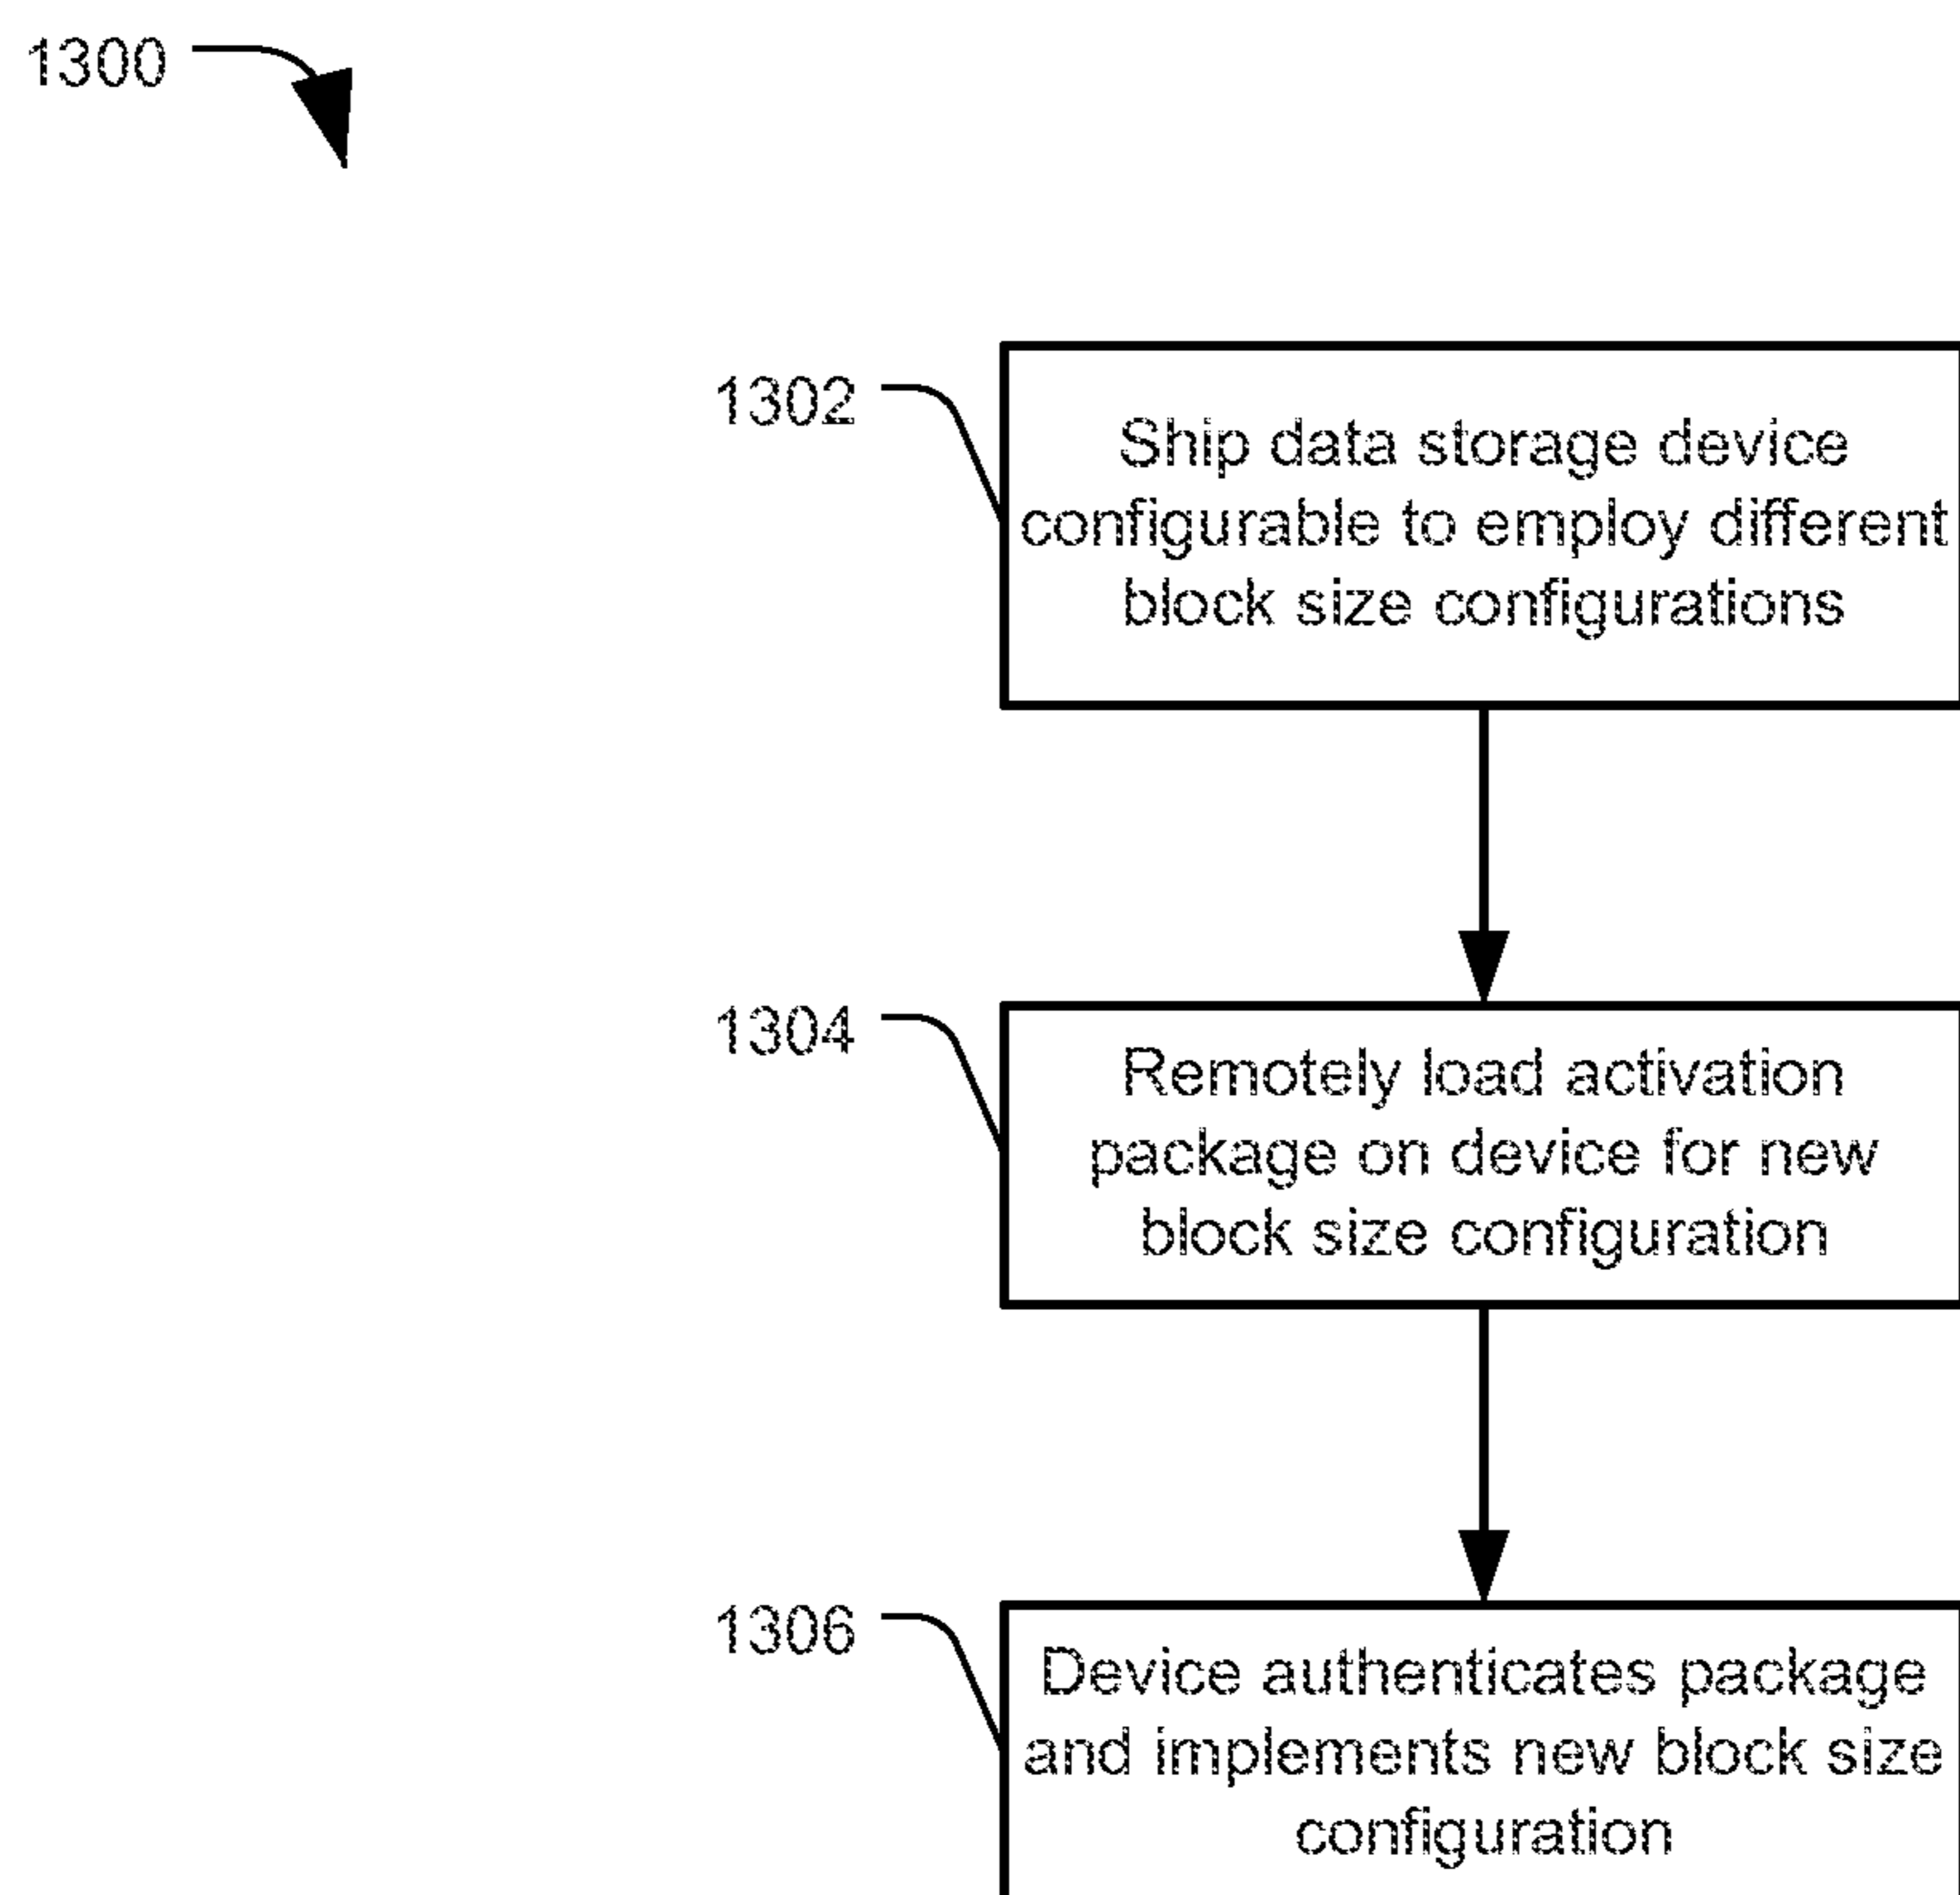 1300
1302
Ship data storage device
configurable to employ different
block size configurations
1304
Remotely load activation
package on device for new
block size configuration
1306
Device authenticates package
and implements new block size
configuration